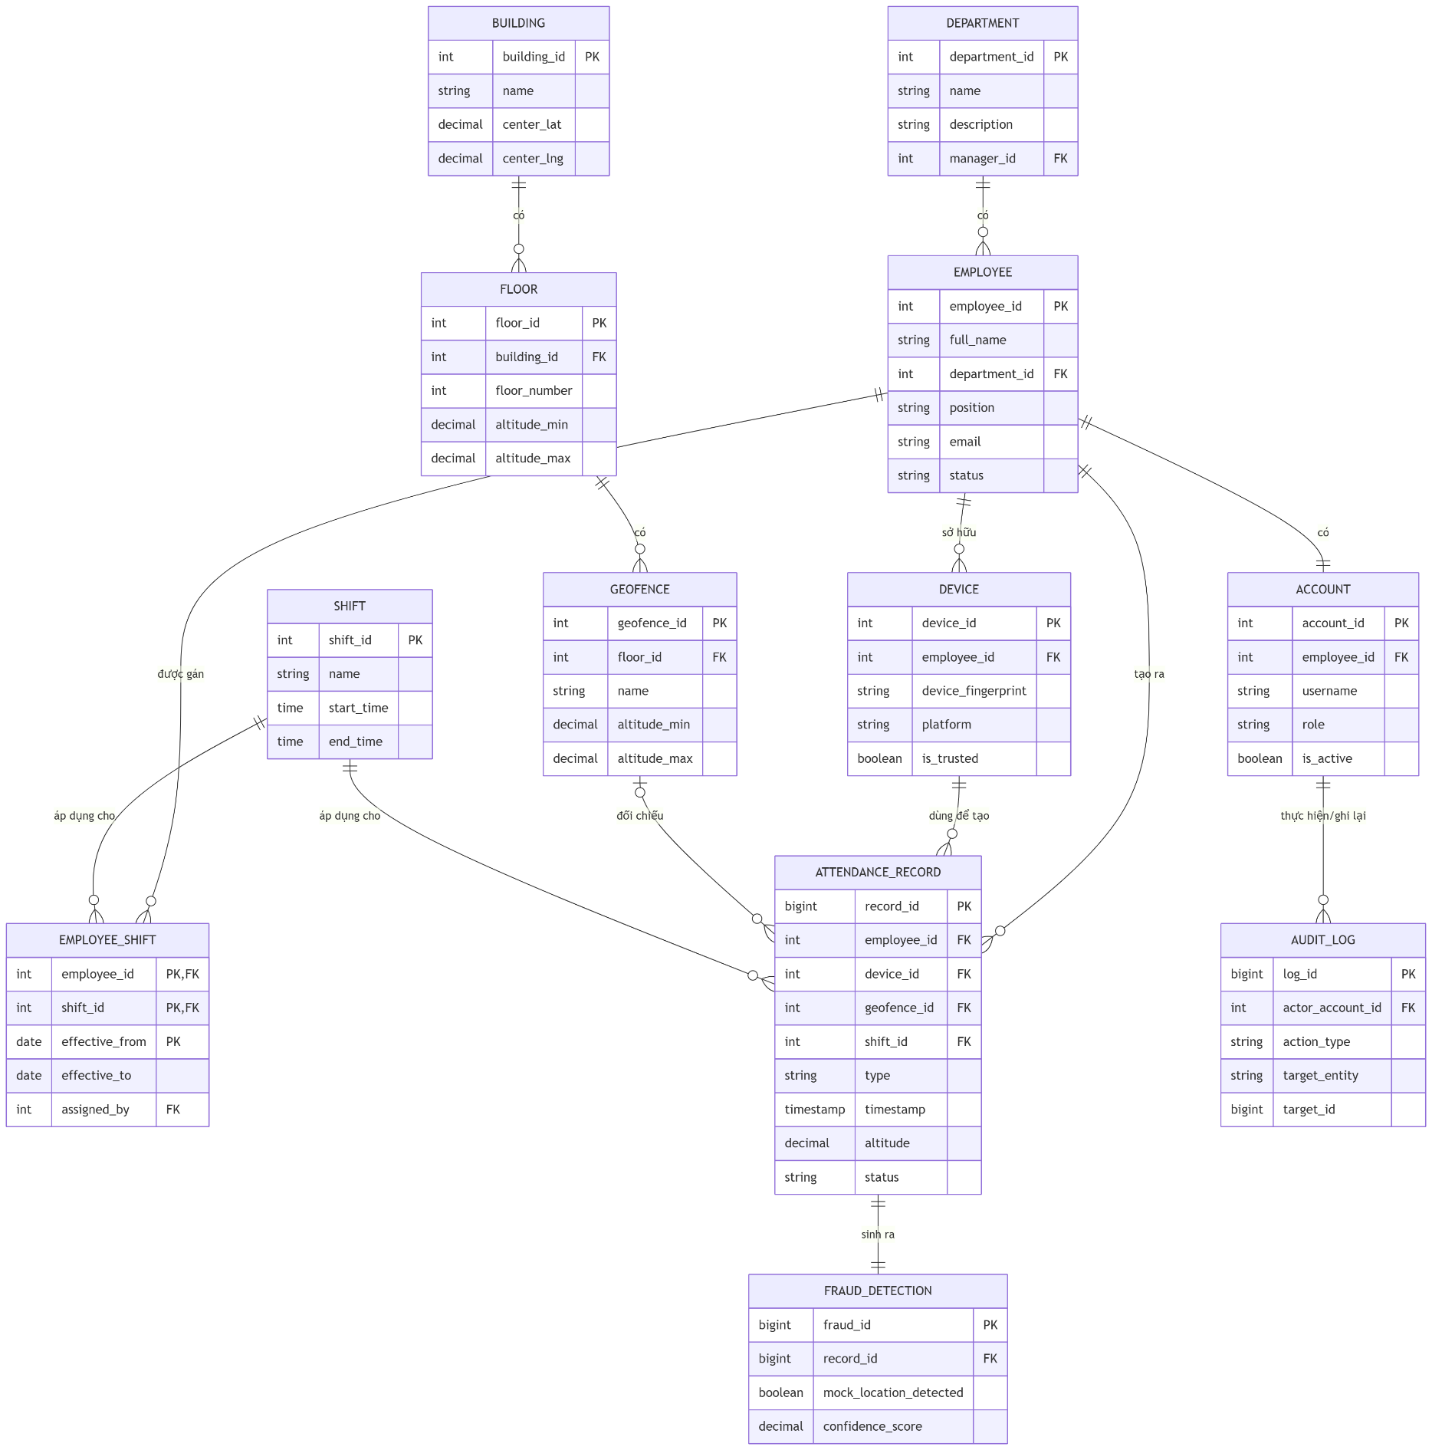 BUILDING
int building_id PK
string name
decimal center_lat
decimal center_lng
DEPARTMENT
int department_id PK
string name
string description
int manager_id FK
có
có
FLOOR
int floor_id PK
int building_id FK
int floor_number
decimal altitude_min
decimal altitude_max
EMPLOYEE
int employee_id PK
string full_name
int department_id FK
string position
string email
string status
có
sở hữu
có
SHIFT
int shift_id PK
string name
time start_time
time end_time
GEOFENCE
int geofence_id PK
int floor_id FK
string name
decimal altitude_min
decimal altitude_max
DEVICE
int device_id PK
int employee_id FK
string device_fingerprint
string platform
boolean is_trusted
ACCOUNT
int account_id PK
int employee_id FK
string username
string role
boolean is_active
được gán
tạo ra
áp dụng cho
áp dụng cho
đối chiếu
dùng để tạo
thực hiện/ghi lại
EMPLOYEE_SHIFT
int employee_id PK,FK
int shift_id PK,FK
date effective_from PK
date effective_to
int assigned_by FK
ATTENDANCE_RECORD
bigint record_id PK
int employee_id FK
int device_id FK
int geofence_id FK
int shift_id FK
string type
timestamp timestamp
decimal altitude
string status
AUDIT_LOG
bigint log_id PK
int actor_account_id FK
string action_type
string target_entity
bigint target_id
sinh ra
FRAUD_DETECTION
bigint fraud_id PK
bigint record_id FK
boolean mock_location_detected
decimal confidence_score